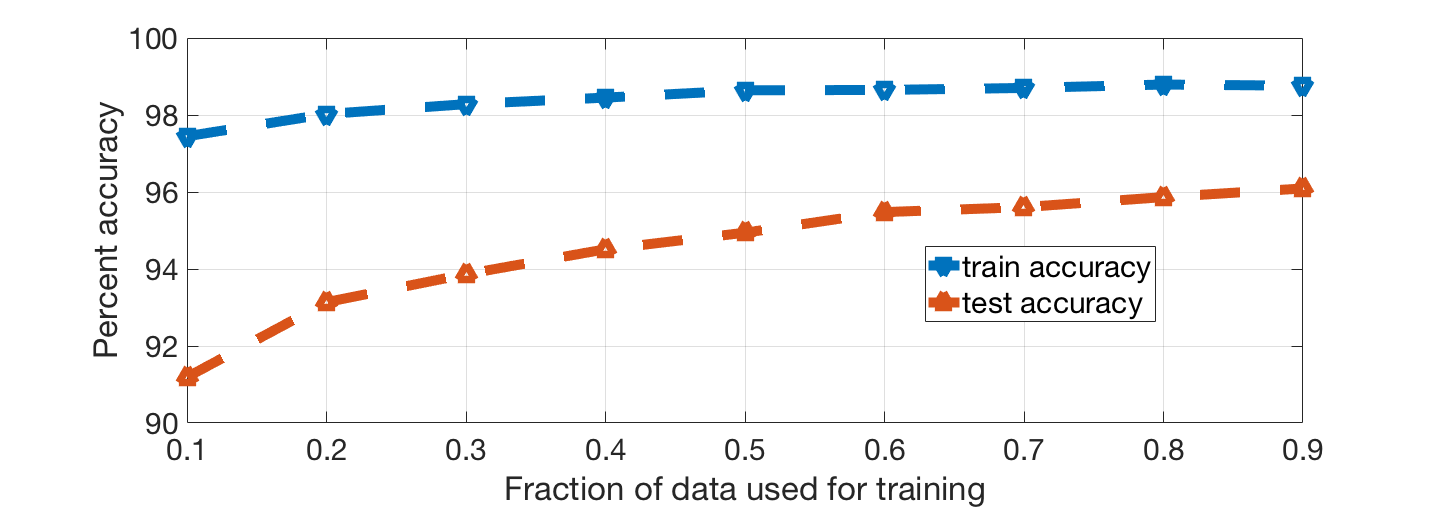 100
98
96
94
92
90
Percent accuracy
train accuracy
test accuracy
0.1 0.2 0.3 0.4 0.5 0.6 0.7 0.8 0.9
Fraction of data used for training